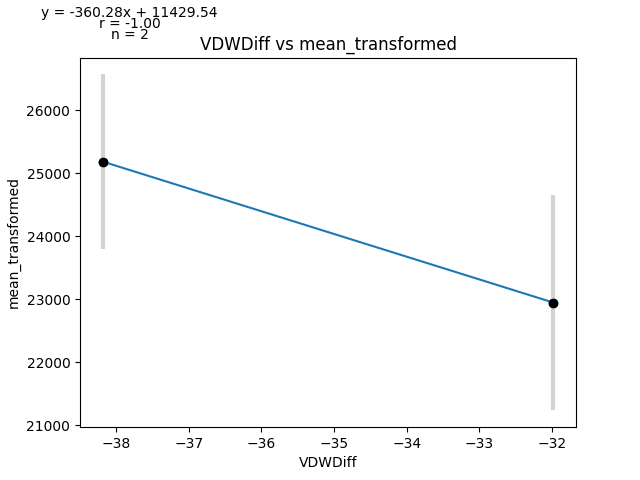 y = -360.28x + 11429.54
r = -1.00
n = 2
VDWDiff vs mean_transformed
26000
25000
24000
23000
22000
21000
mean_transformed
−38
−37
−36
−35
−34
−33
−32
VDWDiff